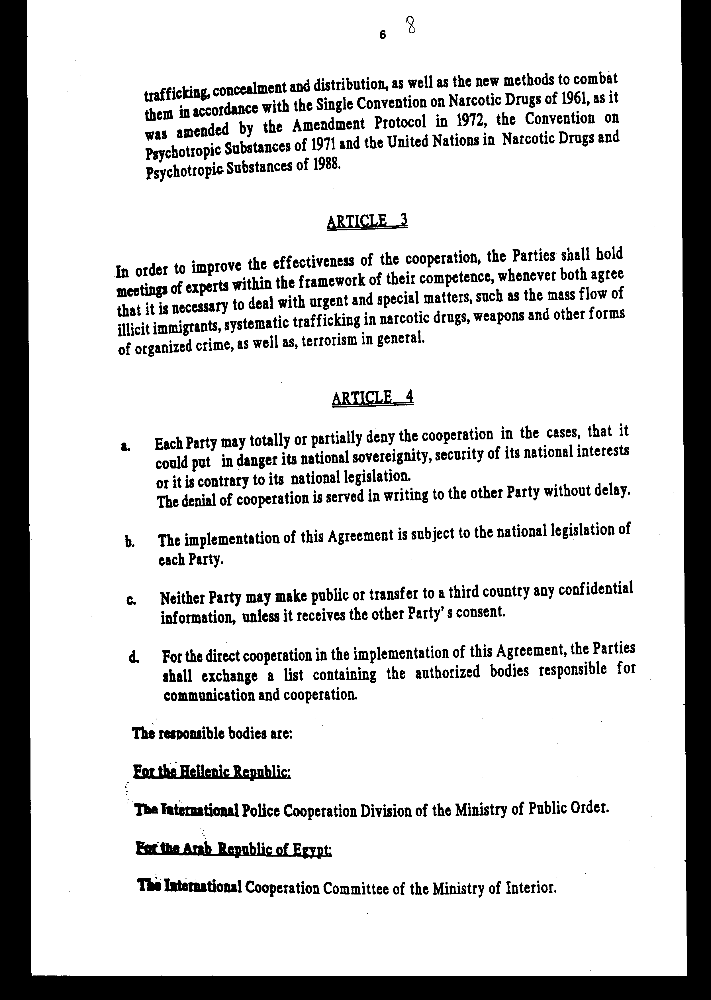 6 8
trafficking, concealment and distribution, as well as the new methods to combat
them in accordance with the Single Convention on Narcotic Drugs of 1961, as it
was amended by the Amendment Protocol in 1972, the Convention on
Psychotropic Substances of 1971 and the United Nations in Narcotic Drugs and
Psychotropic Substances of 1988.
ARTICLE 3
In order to improve the effectiveness of the cooperation, the Parties shall hold
meetings of experts within the framework of their competence, whenever both agree
that it is necessary to deal with urgent and special matters, such as the mass flow of
illicit immigrants, systematic trafficking in narcotic drugs, weapons and other forms
of organized crime, as well as, terrorism in general.
ARTICLE 4
a. Each Party may totally or partially deny the cooperation in the cases, that it
could put in danger its national sovereignity, security of its national interests
or it is contrary to its national legislation.
The denial of cooperation is served in writing to the other Party without delay.
b. The implementation of this Agreement is subject to the national legislation of
each Party.
c. Neither Party may make public or transfer to a third country any confidential
information, unless it receives the other Party' s consent.
d. For the direct cooperation in the implementation of this Agreement, the Parties
shall exchange a list containing the authorized bodies responsible for
communication and cooperation.
The responsible bodies are:
For the Hellenic Republic:
The International Police Cooperation Division of the Ministry of Public Order.
For the Arab Republic of Egypt:
The International Cooperation Committee of the Ministry of Interior.